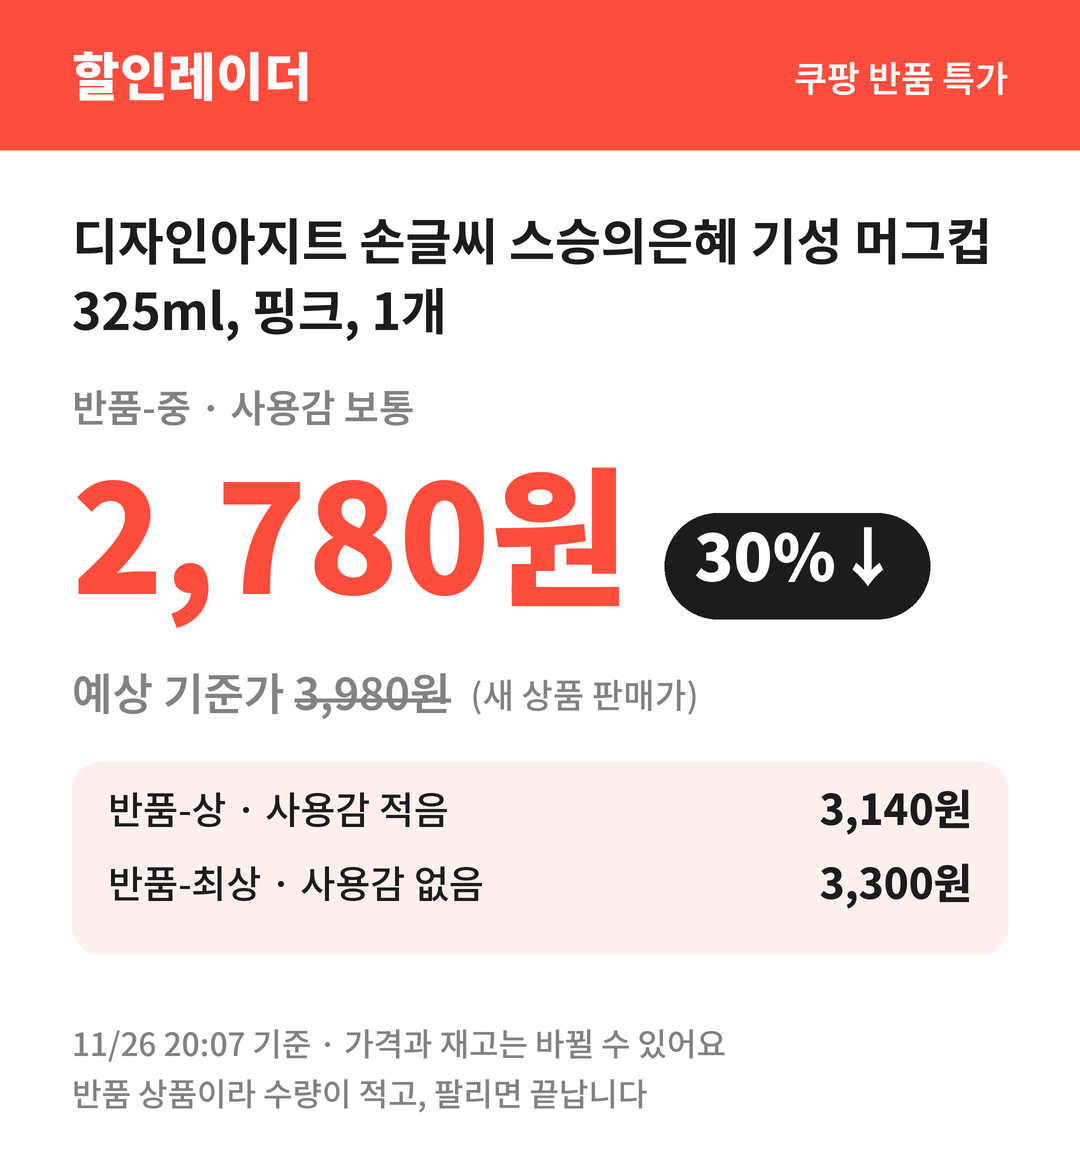 할인레이더
쿠팡 반품 특가
디자인아지트 손글씨 스승의은혜 기성 머그컵
325ml, 핑크, 1개
반품-중 · 사용감 보통
2,780원
30%↓
예상 기준가 3,980원 (새 상품 판매가)
반품-상 · 사용감 적음 3,140원
반품-최상 · 사용감 없음 3,300원
11/26 20:07 기준 · 가격과 재고는 바뀔 수 있어요
반품 상품이라 수량이 적고, 팔리면 끝납니다